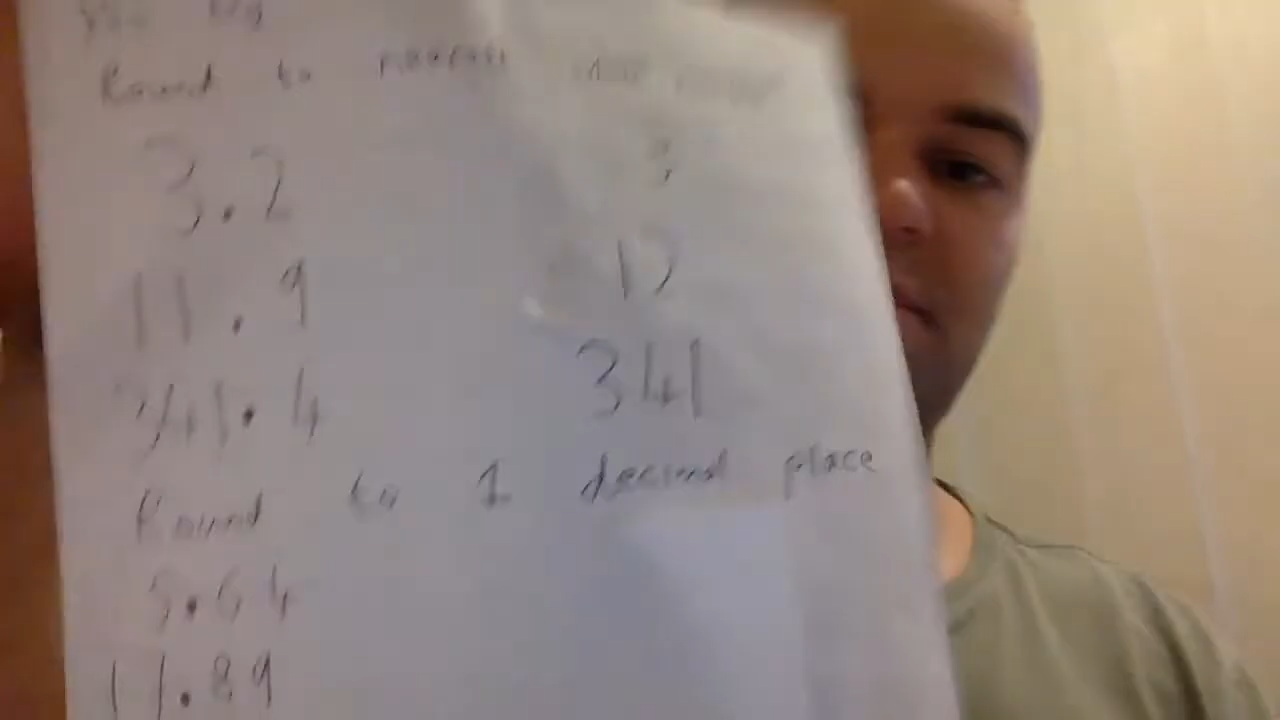 Round to nearest
3.2 3
11.9 12
341.4 341
Round to 1 decimal place
5.64
11.89